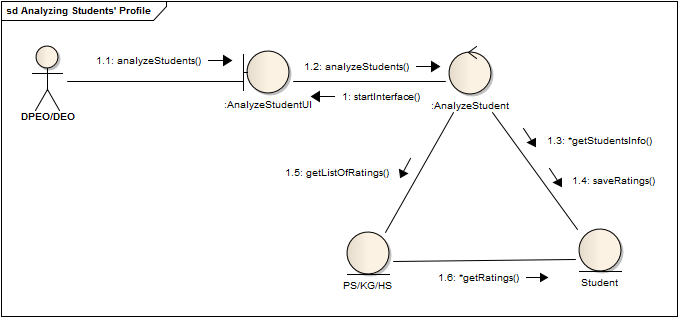 sd Analyzing Students' Profile
1.1: analyzeStudents()
1.2: analyzeStudents()
:AnalyzeStudentUI
1: startInterface()
:AnalyzeStudent
DPEO/DEO
1.3: *getStudentsInfo()
1.5: getListOfRatings()
1.4: saveRatings()
PS/KG/HS
1.6: *getRatings()
Student